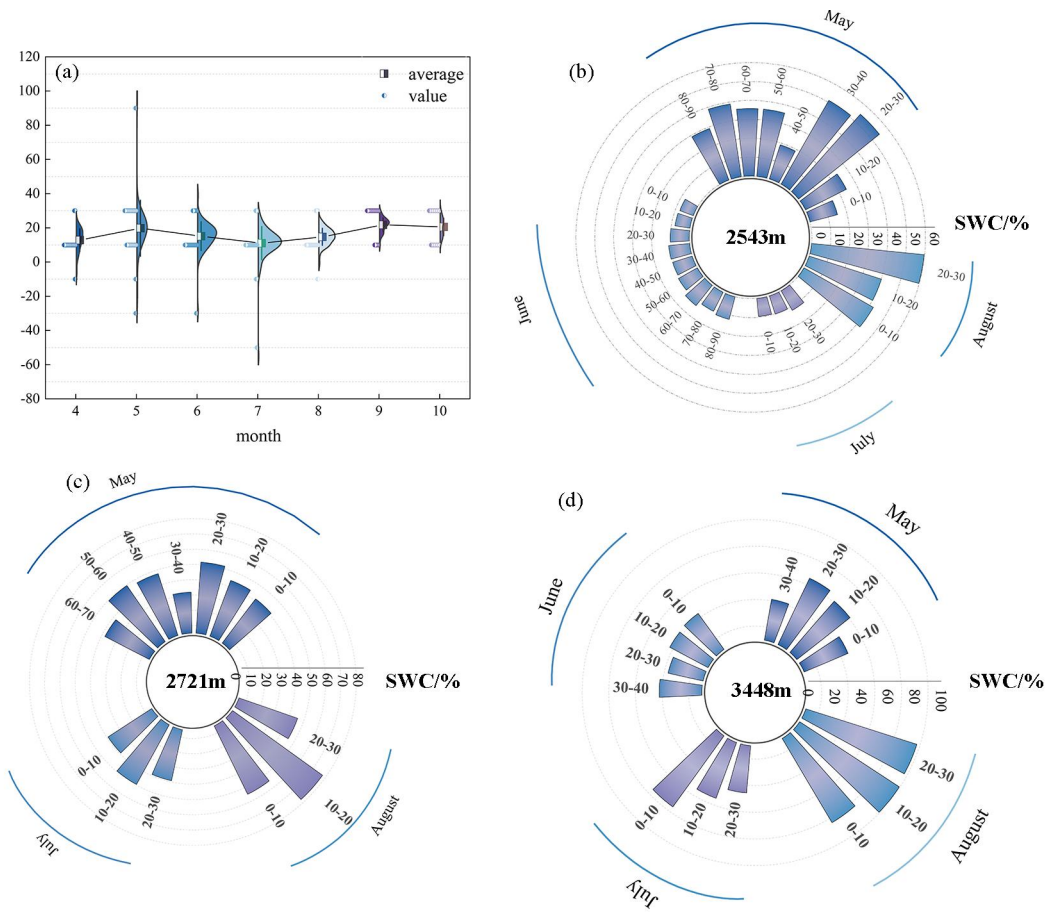 (a)
average
value
120
100
80
60
40
20
0
-20
-40
-60
-80
4 5 6 7 8 9 10
month
(b)
May
80-90
70-80
60-70
50-60
40-50
30-40
20-30
10-20
0-10
SWC/%
0 10 20 30 40 50 60
2543m
June
0-10
10-20
20-30
30-40
40-50
50-60
60-70
70-80
80-90
July
0-10
10-20
20-30
August
20-30
10-20
0-10
(c)
May
60-70
50-60
40-50
30-40
20-30
10-20
0-10
2721m
0 10 20 30 40 50 60 70 80
SWC/%
July
0-10
10-20
20-30
August
20-30
10-20
0-10
(d)
May
30-40
20-30
10-20
0-10
June
0-10
10-20
20-30
30-40
3448m
0 20 40 60 80 100
SWC/%
July
0-10
10-20
20-30
August
20-30
10-20
0-10